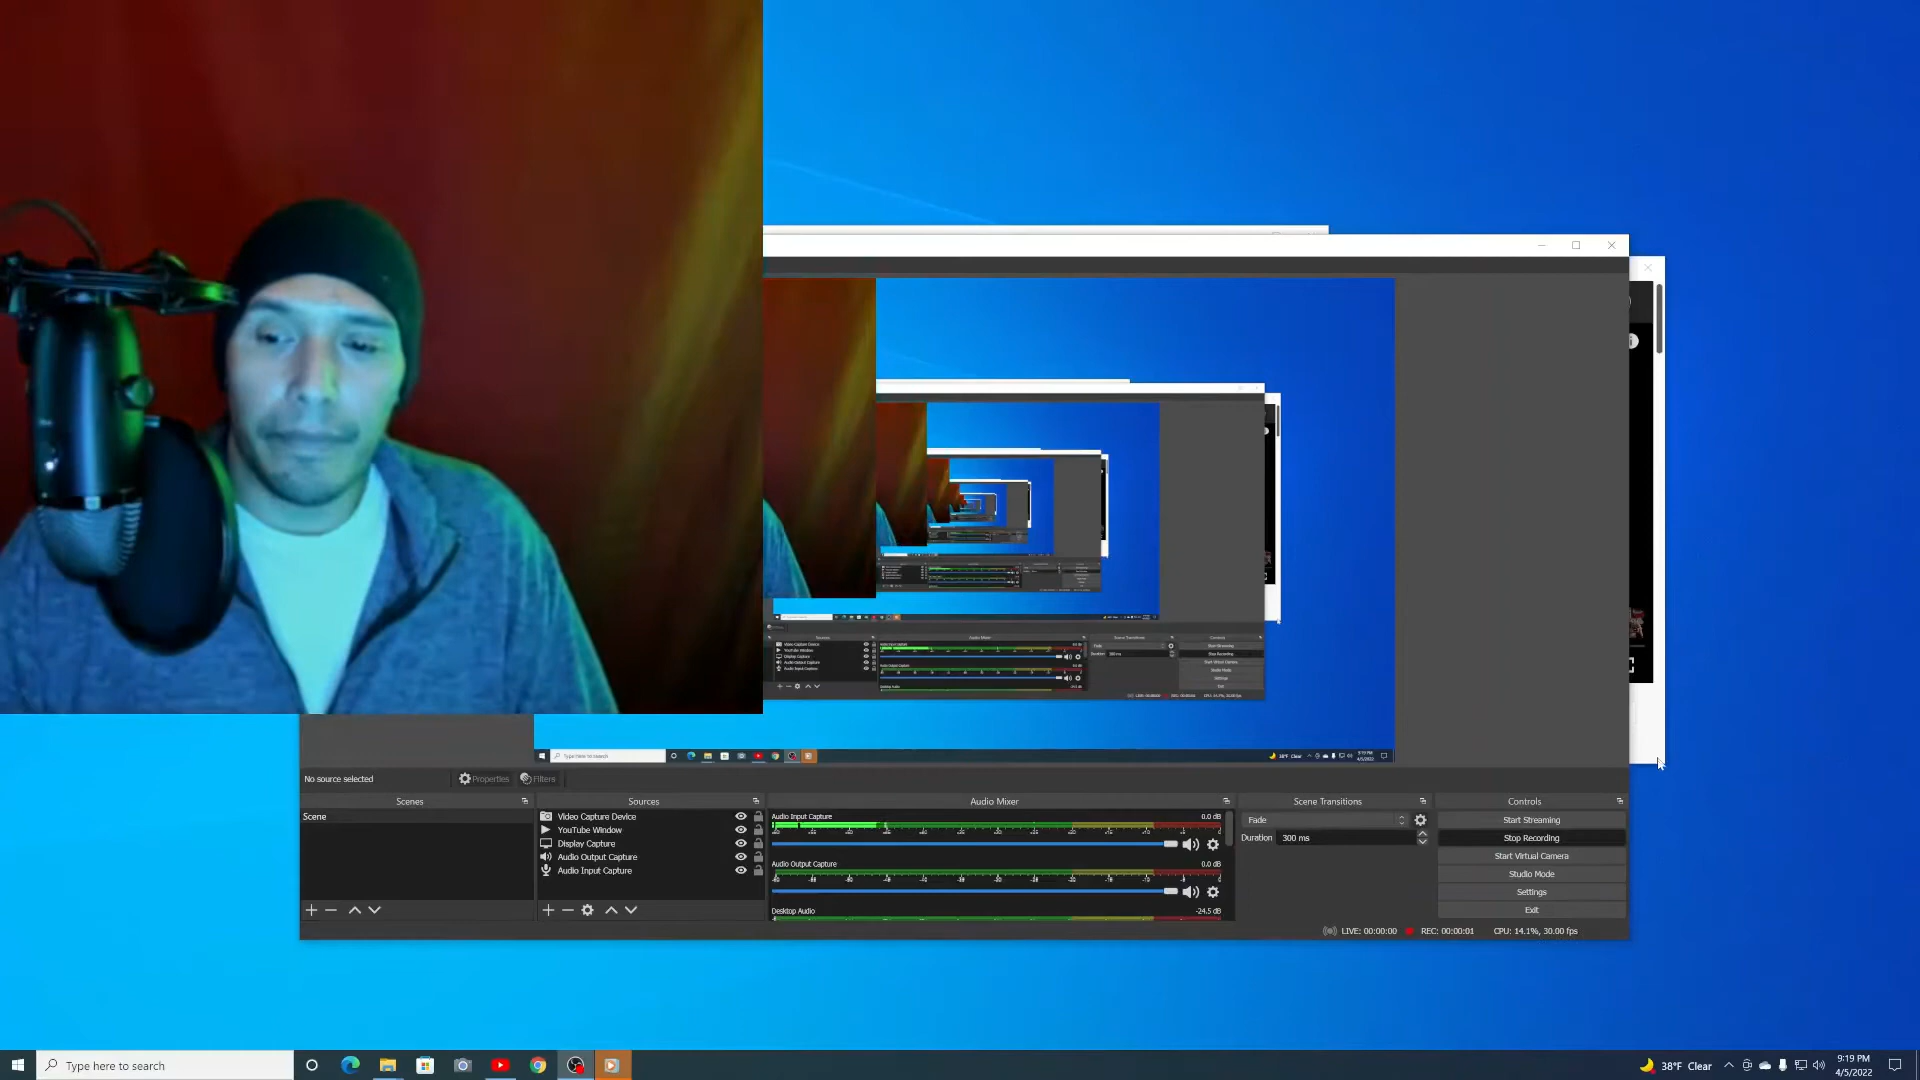 No source selected
Properties
Filters
Scenes
Sources
Audio Mixer
Scene Transitions
Controls
Scene
Video Capture Device
YouTube Window
Display Capture
Audio Output Capture
Audio Input Capture
Audio Input Capture
0.0 dB
Audio Output Capture
0.0 dB
Desktop Audio
-24.5 dB
Fade
Duration
300 ms
Start Streaming
Stop Recording
Start Virtual Camera
Studio Mode
Settings
Exit
LIVE: 00:00:00
REC: 00:00:01
CPU: 14.1%, 30.00 fps
Type here to search
38°F Clear
9:19 PM
4/5/2022